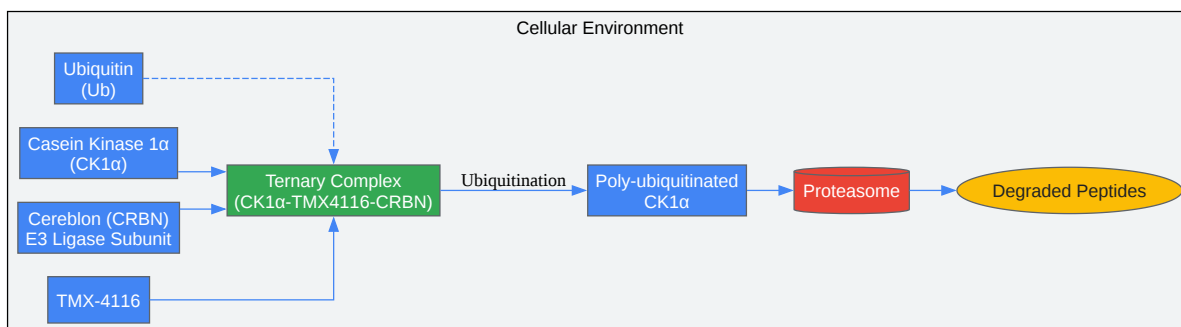 Cellular Environment
Ubiquitin
(Ub)
Casein Kinase 1α
(CK1α)
Cereblon (CRBN)
E3 Ligase Subunit
TMX-4116
Ternary Complex
(CK1α-TMX4116-CRBN)
Ubiquitination
Poly-ubiquitinated
CK1α
Proteasome
Degraded Peptides